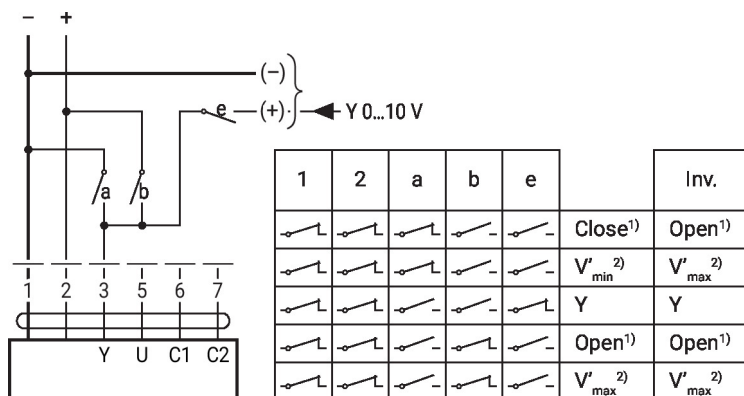 − +
(−)
e (+) Y 0...10 V
a b
1 2 3 5 6 7
Y U C1 C2
1 2 a b e Inv.
Close¹⁾ Open¹⁾
V'min²⁾ V'max²⁾
Y Y
Open¹⁾ Open¹⁾
V'max²⁾ V'max²⁾